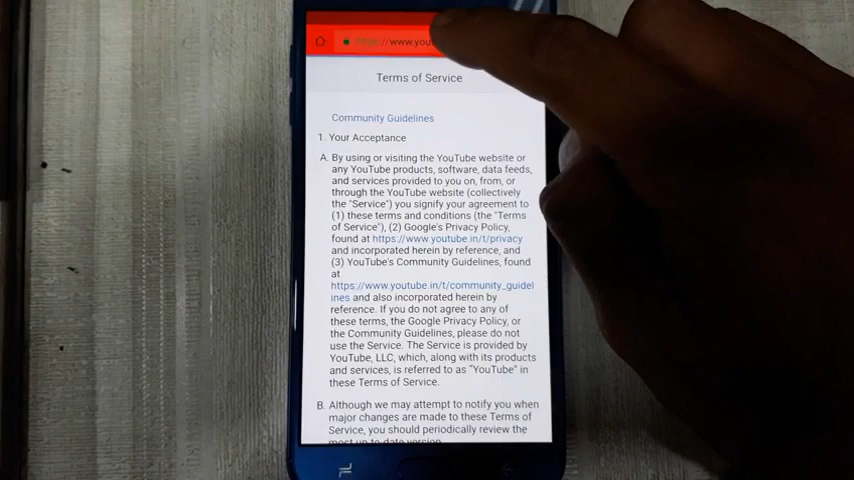 https://www.you
Terms of Service
Community Guidelines
1. Your Acceptance
A. By using or visiting the YouTube website or
any YouTube products, software, data feeds,
and services provided to you on, from, or
through the YouTube website (collectively
the "Service") you signify your agreement to
(1) these terms and conditions (the "Terms
of Service"), (2) Google's Privacy Policy,
found at https://www.youtube.in/t/privacy
and incorporated herein by reference, and
(3) YouTube's Community Guidelines, found
at
https://www.youtube.in/t/community_guidel
ines and also incorporated herein by
reference. If you do not agree to any of
these terms, the Google Privacy Policy, or
the Community Guidelines, please do not
use the Service. The Service is provided by
YouTube, LLC, which, along with its products
and services, is referred to as "YouTube" in
these Terms of Service.
B. Although we may attempt to notify you when
major changes are made to these Terms of
Service, you should periodically review the
most up-to-date version